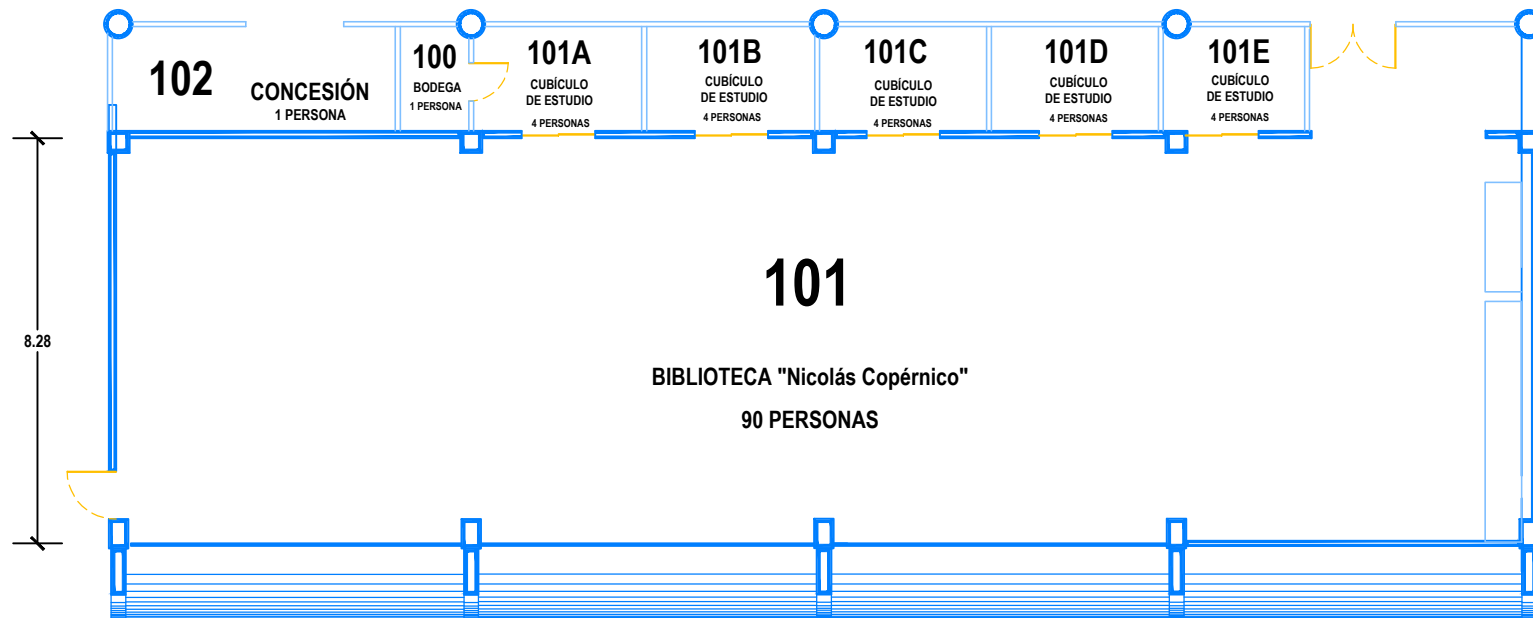 102
CONCESIÓN
1 PERSONA
100
BODEGA
1 PERSONA
101A
CUBÍCULO
DE ESTUDIO
4 PERSONAS
101B
CUBÍCULO
DE ESTUDIO
4 PERSONAS
101C
CUBÍCULO
DE ESTUDIO
4 PERSONAS
101D
CUBÍCULO
DE ESTUDIO
4 PERSONAS
101E
CUBÍCULO
DE ESTUDIO
4 PERSONAS
8.28
101
BIBLIOTECA "Nicolás Copérnico"
90 PERSONAS